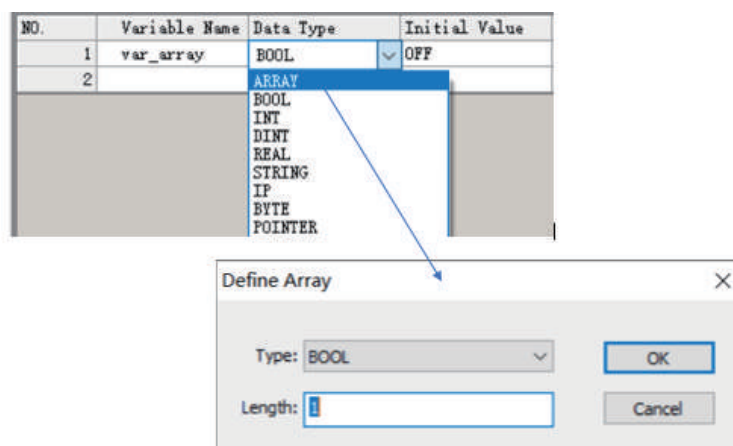 NO. Variable Name Data Type Initial Value
1 var_array BOOL OFF
2
ARRAY
BOOL
INT
DINT
REAL
STRING
IP
BYTE
POINTER
Define Array
Type: BOOL OK
Length: 1 Cancel